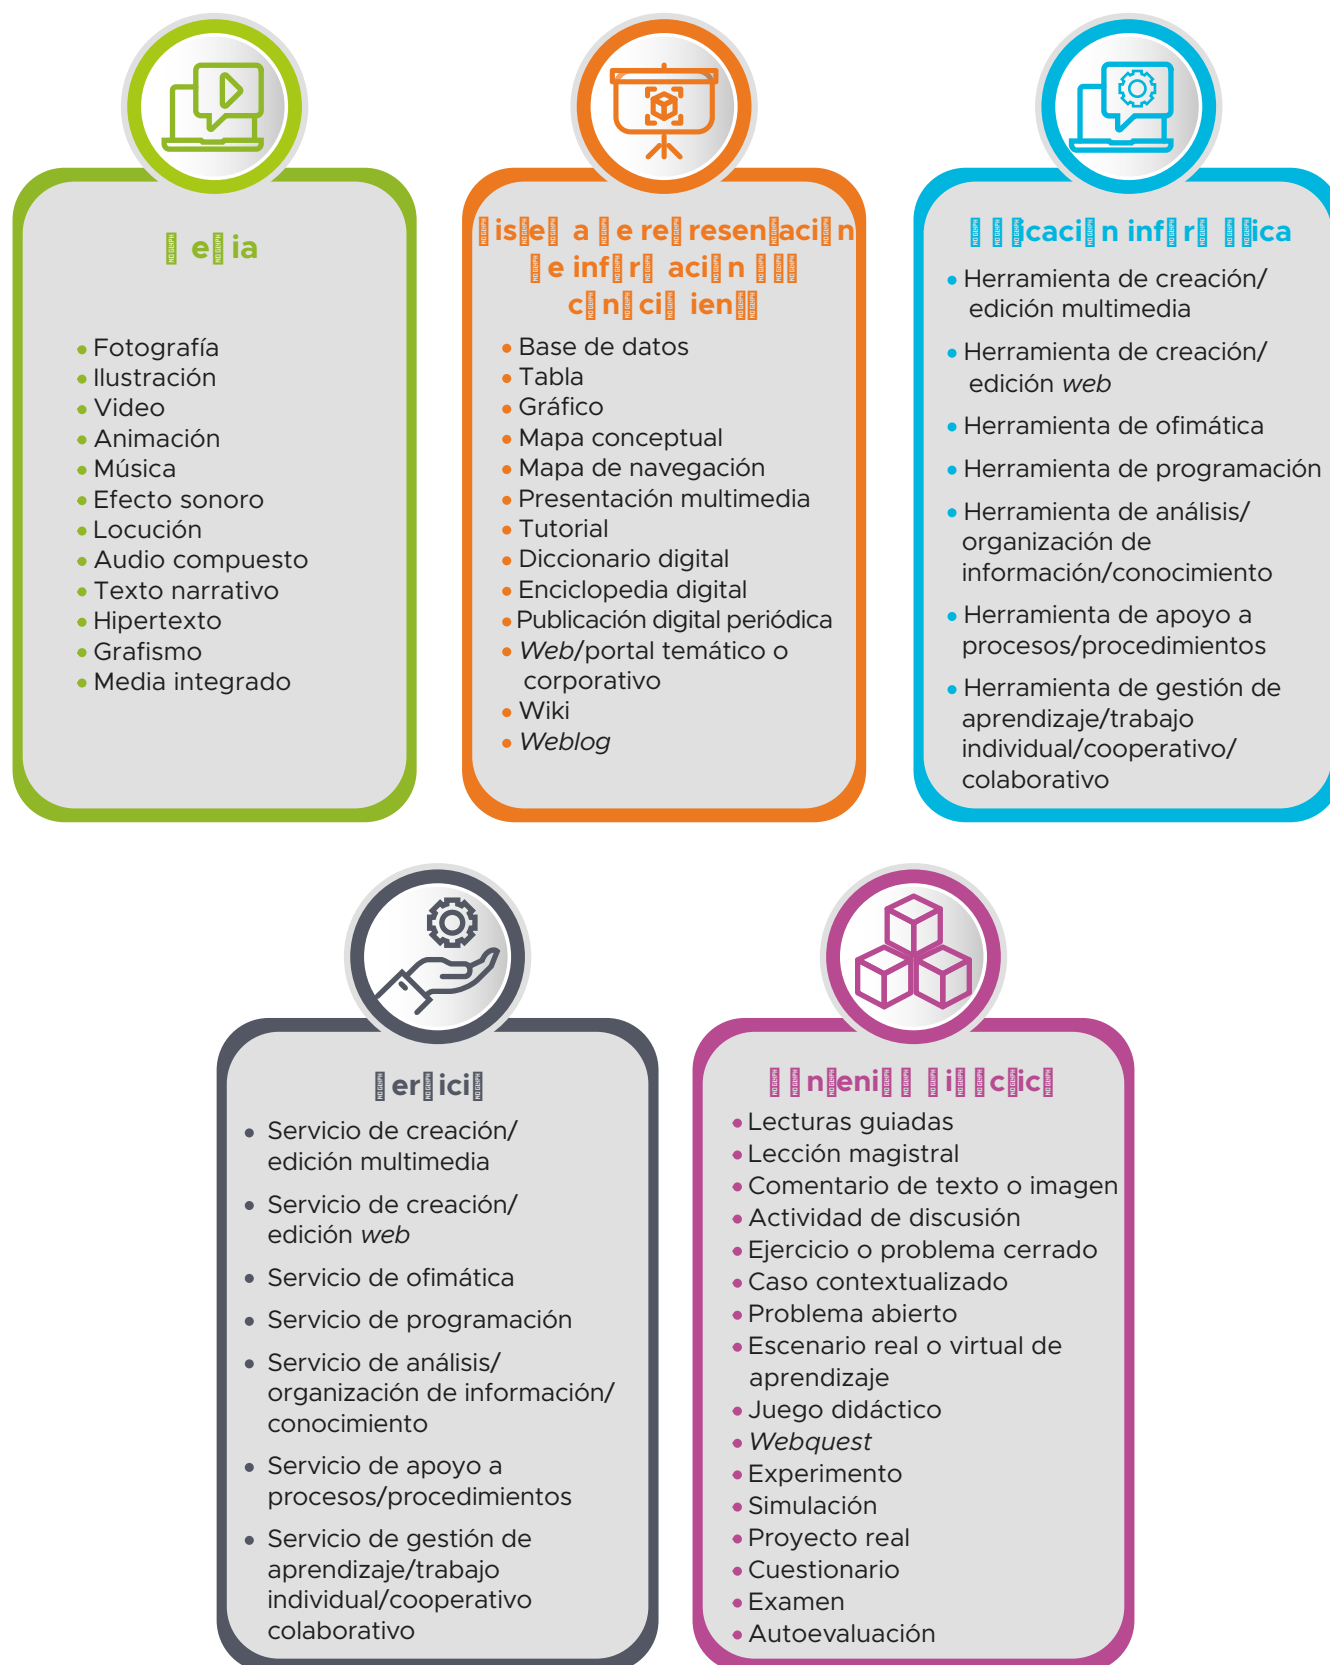 Fotografía
Ilustración
Video
Animación
Música
Efecto sonoro
Locución
Audio compuesto
Texto narrativo
Hipertexto
Grafismo
Media integrado
Base de datos
Tabla
Gráfico
Mapa conceptual
Mapa de navegación
Presentación multimedia
Tutorial
Diccionario digital
Enciclopedia digital
Publicación digital periódica
Web/portal temático o
corporativo
Wiki
Weblog
Herramienta de creación/
edición multimedia
Herramienta de creación/
edición web
Herramienta de ofimática
Herramienta de programación
Herramienta de análisis/
organización de
información/conocimiento
Herramienta de apoyo a
procesos/procedimientos
Herramienta de gestión de
aprendizaje/trabajo
individual/cooperativo/
colaborativo
Servicio de creación/
edición multimedia
Servicio de creación/
edición web
Servicio de ofimática
Servicio de programación
Servicio de análisis/
organización de información/
conocimiento
Servicio de apoyo a
procesos/procedimientos
Servicio de gestión de
aprendizaje/trabajo
individual/cooperativo
colaborativo
Lecturas guiadas
Lección magistral
Comentario de texto o imagen
Actividad de discusión
Ejercicio o problema cerrado
Caso contextualizado
Problema abierto
Escenario real o virtual de
aprendizaje
Juego didáctico
Webquest
Experimento
Simulación
Proyecto real
Cuestionario
Examen
Autoevaluación